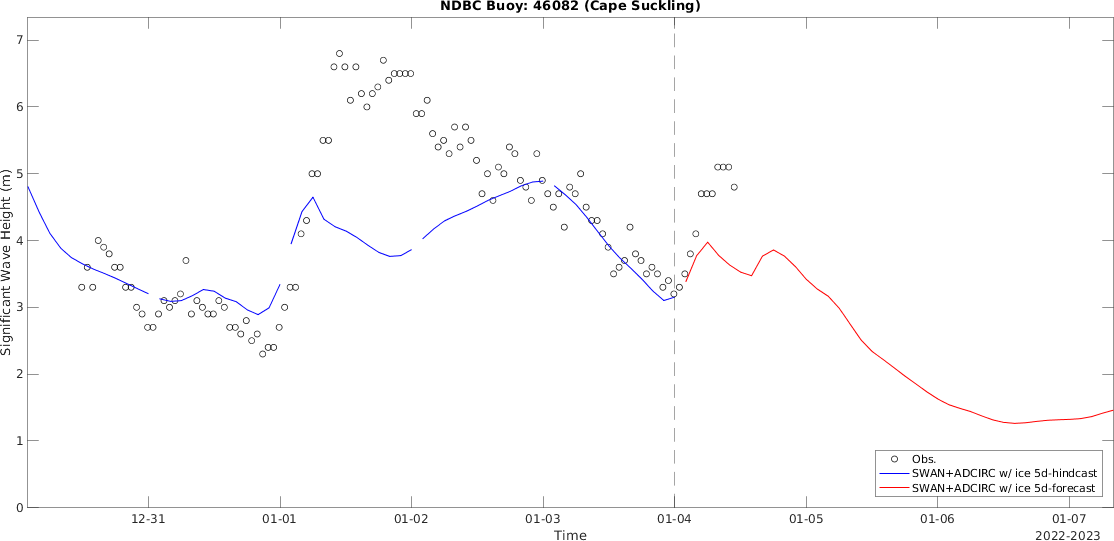 NDBC Buoy: 46082 (Cape Suckling)
Significant Wave Height (m)
7
6
5
4
3
2
1
0
Obs.
SWAN+ADCIRC w/ ice 5d-hindcast
SWAN+ADCIRC w/ ice 5d-forecast
12-31 01-01 01-02 01-03 01-04 01-05 01-06 01-07
Time
2022-2023